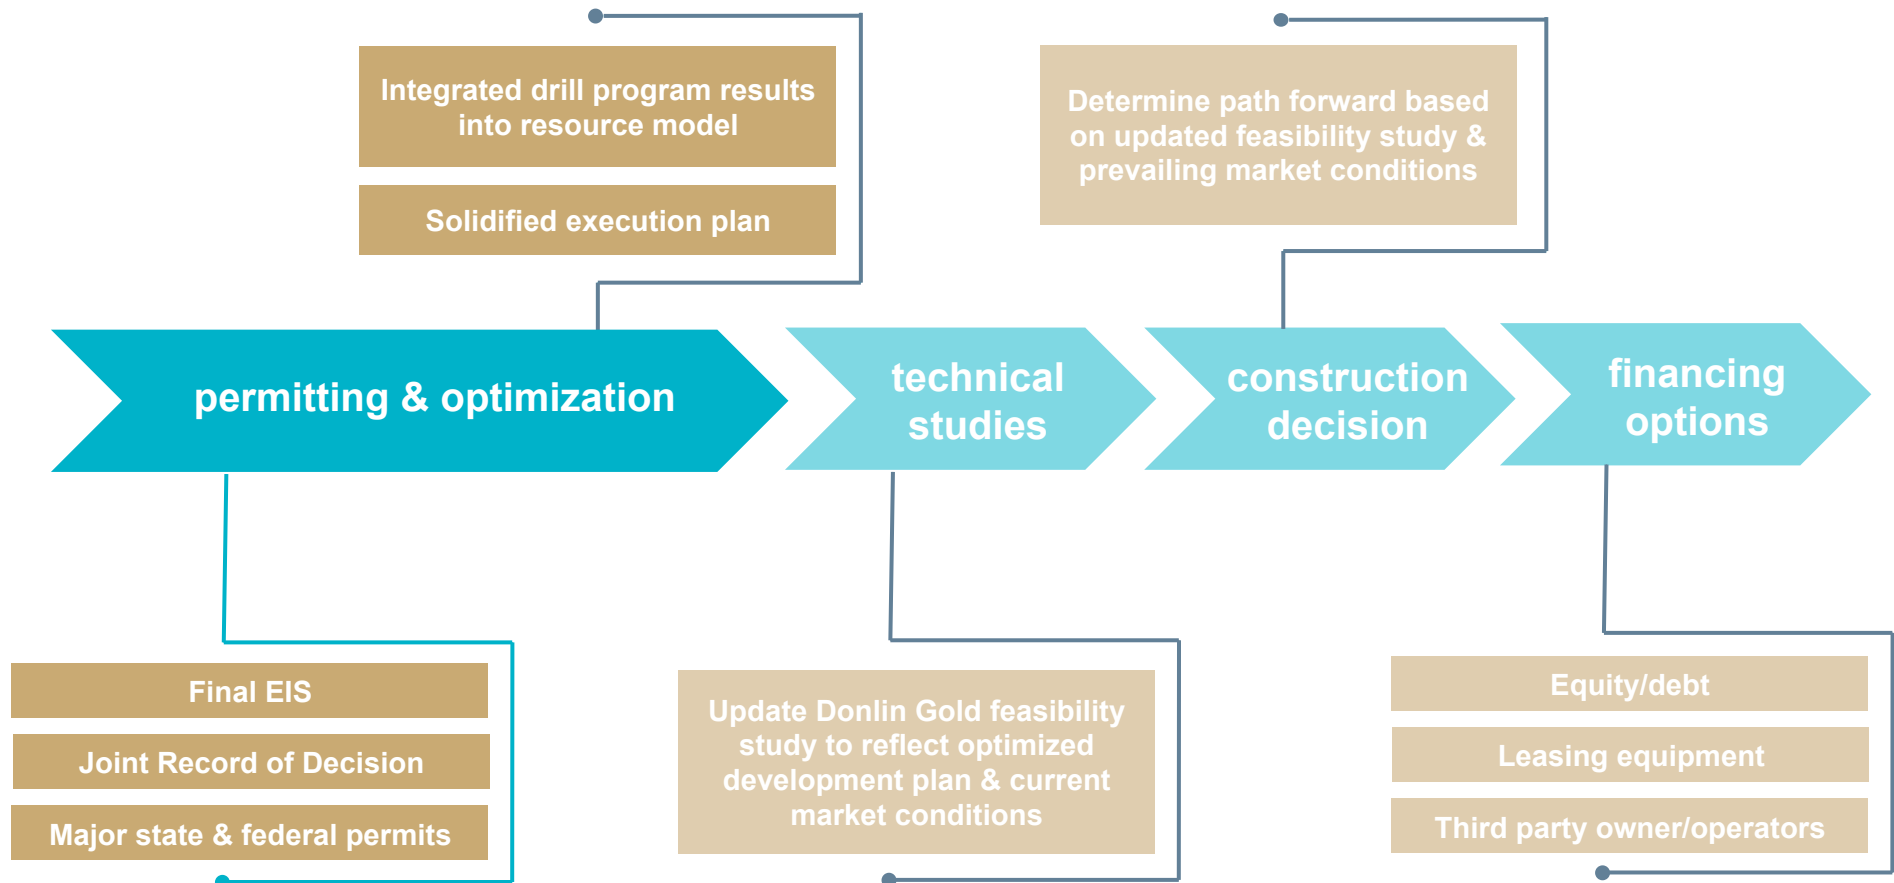 Integrated drill program results
into resource model
Solidified execution plan
Determine path forward based
on updated feasibility study &
prevailing market conditions
permitting & optimization
technical
studies
construction
decision
financing
options
Final EIS
Joint Record of Decision
Major state & federal permits
Update Donlin Gold feasibility
study to reflect optimized
development plan & current
market conditions
Equity/debt
Leasing equipment
Third party owner/operators